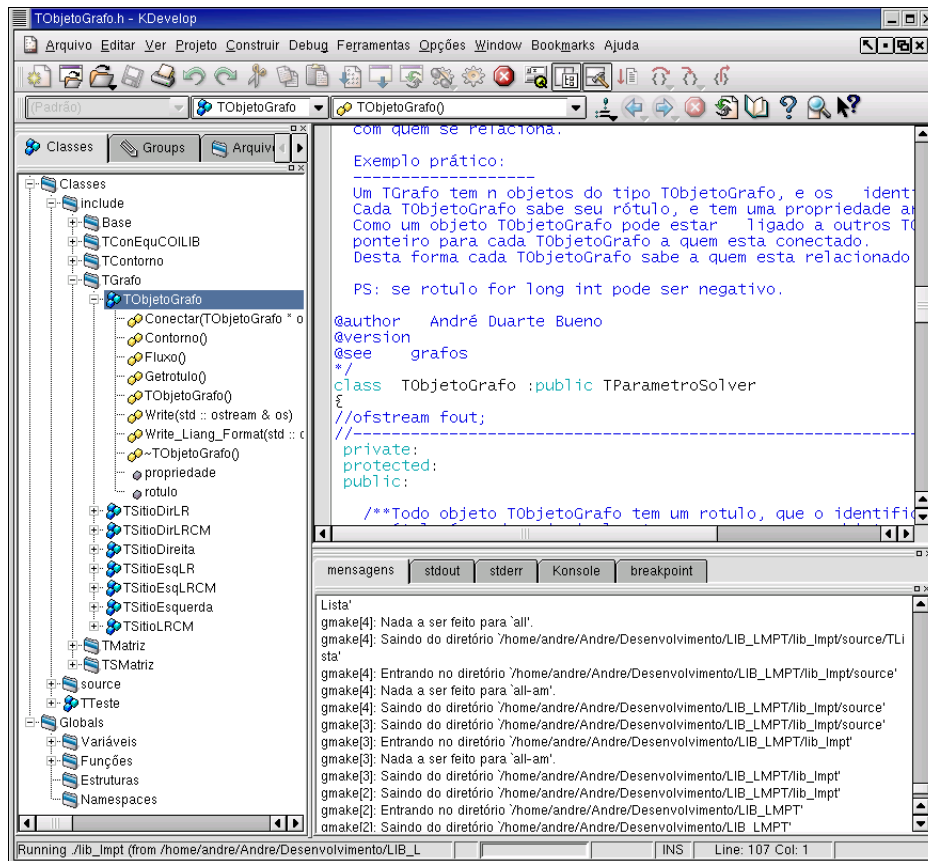 TObjetoGrafo.h - KDevelop
Arquivo Editar Ver Projeto Construir Debug Ferramentas Opções Window Bookmarks Ajuda
(Padrão) TObjetoGrafo TObjetoGrafo()
Classes Groups
Classes
include
Base
TConEquCOILIB
TContorno
TGrafo
TObjetoGrafo
Conectar(TObjetoGrafo * o
Contorno()
Fluxo()
Getrotulo()
TObjetoGrafo()
Write(std :: ostream & os)
Write_Liang_Format(std ::
~TObjetoGrafo()
propriedade
rotulo
TSitioDirLR
TSitioDirLRCM
TSitioDireita
TSitioEsqLR
TSitioEsqLRCM
TSitioEsquerda
TSitioLRCM
TMatriz
TSMatriz
source
TTeste
Globals
Variáveis
Funções
Estruturas
Namespaces
com quem se relaciona.
Exemplo prático:
-------------------
Um TGrafo tem n objetos do tipo TObjetoGrafo, e os identi
Cada TObjetoGrafo sabe seu rótulo, e tem uma propriedade
Como um objeto TObjetoGrafo pode estar ligado a outros
ponteiro para cada TObjetoGrafo a quem esta conectado.
Desta forma cada TObjetoGrafo sabe a quem esta relacionado
PS: se rotulo for long int pode ser negativo.
@author André Duarte Bueno
@version
@see grafos
*/
class TObjetoGrafo :public TParametroSolver
{
//ofstream fout;
//------------------------------------------------------------
private:
protected:
public:
/**Todo objeto TObjetoGrafo tem um rotulo, que o identific
mensagens stdout stderr Konsole breakpoint
Lista'
gmake[4]: Nada a ser feito para `all'.
gmake[4]: Saindo do diretório `/home/andre/Andre/Desenvolvimento/LIB_LMPT/lib_lmpt/source/TLi
sta'
gmake[4]: Entrando no diretório `/home/andre/Andre/Desenvolvimento/LIB_LMPT/lib_lmpt/source'
gmake[4]: Nada a ser feito para `all-am'.
gmake[4]: Saindo do diretório `/home/andre/Andre/Desenvolvimento/LIB_LMPT/lib_lmpt/source'
gmake[3]: Saindo do diretório `/home/andre/Andre/Desenvolvimento/LIB_LMPT/lib_lmpt/source'
gmake[3]: Entrando no diretório `/home/andre/Andre/Desenvolvimento/LIB_LMPT/lib_lmpt'
gmake[3]: Nada a ser feito para `all-am'.
gmake[3]: Saindo do diretório `/home/andre/Andre/Desenvolvimento/LIB_LMPT/lib_lmpt'
gmake[2]: Saindo do diretório `/home/andre/Andre/Desenvolvimento/LIB_LMPT/lib_lmpt'
gmake[2]: Entrando no diretório `/home/andre/Andre/Desenvolvimento/LIB_LMPT'
gmake[2]: Saindo do diretório `/home/andre/Andre/Desenvolvimento/LIB_LMPT'
Running ./lib_lmpt (from /home/andre/Andre/Desenvolvimento/LIB_L INS Line: 107 Col: 1